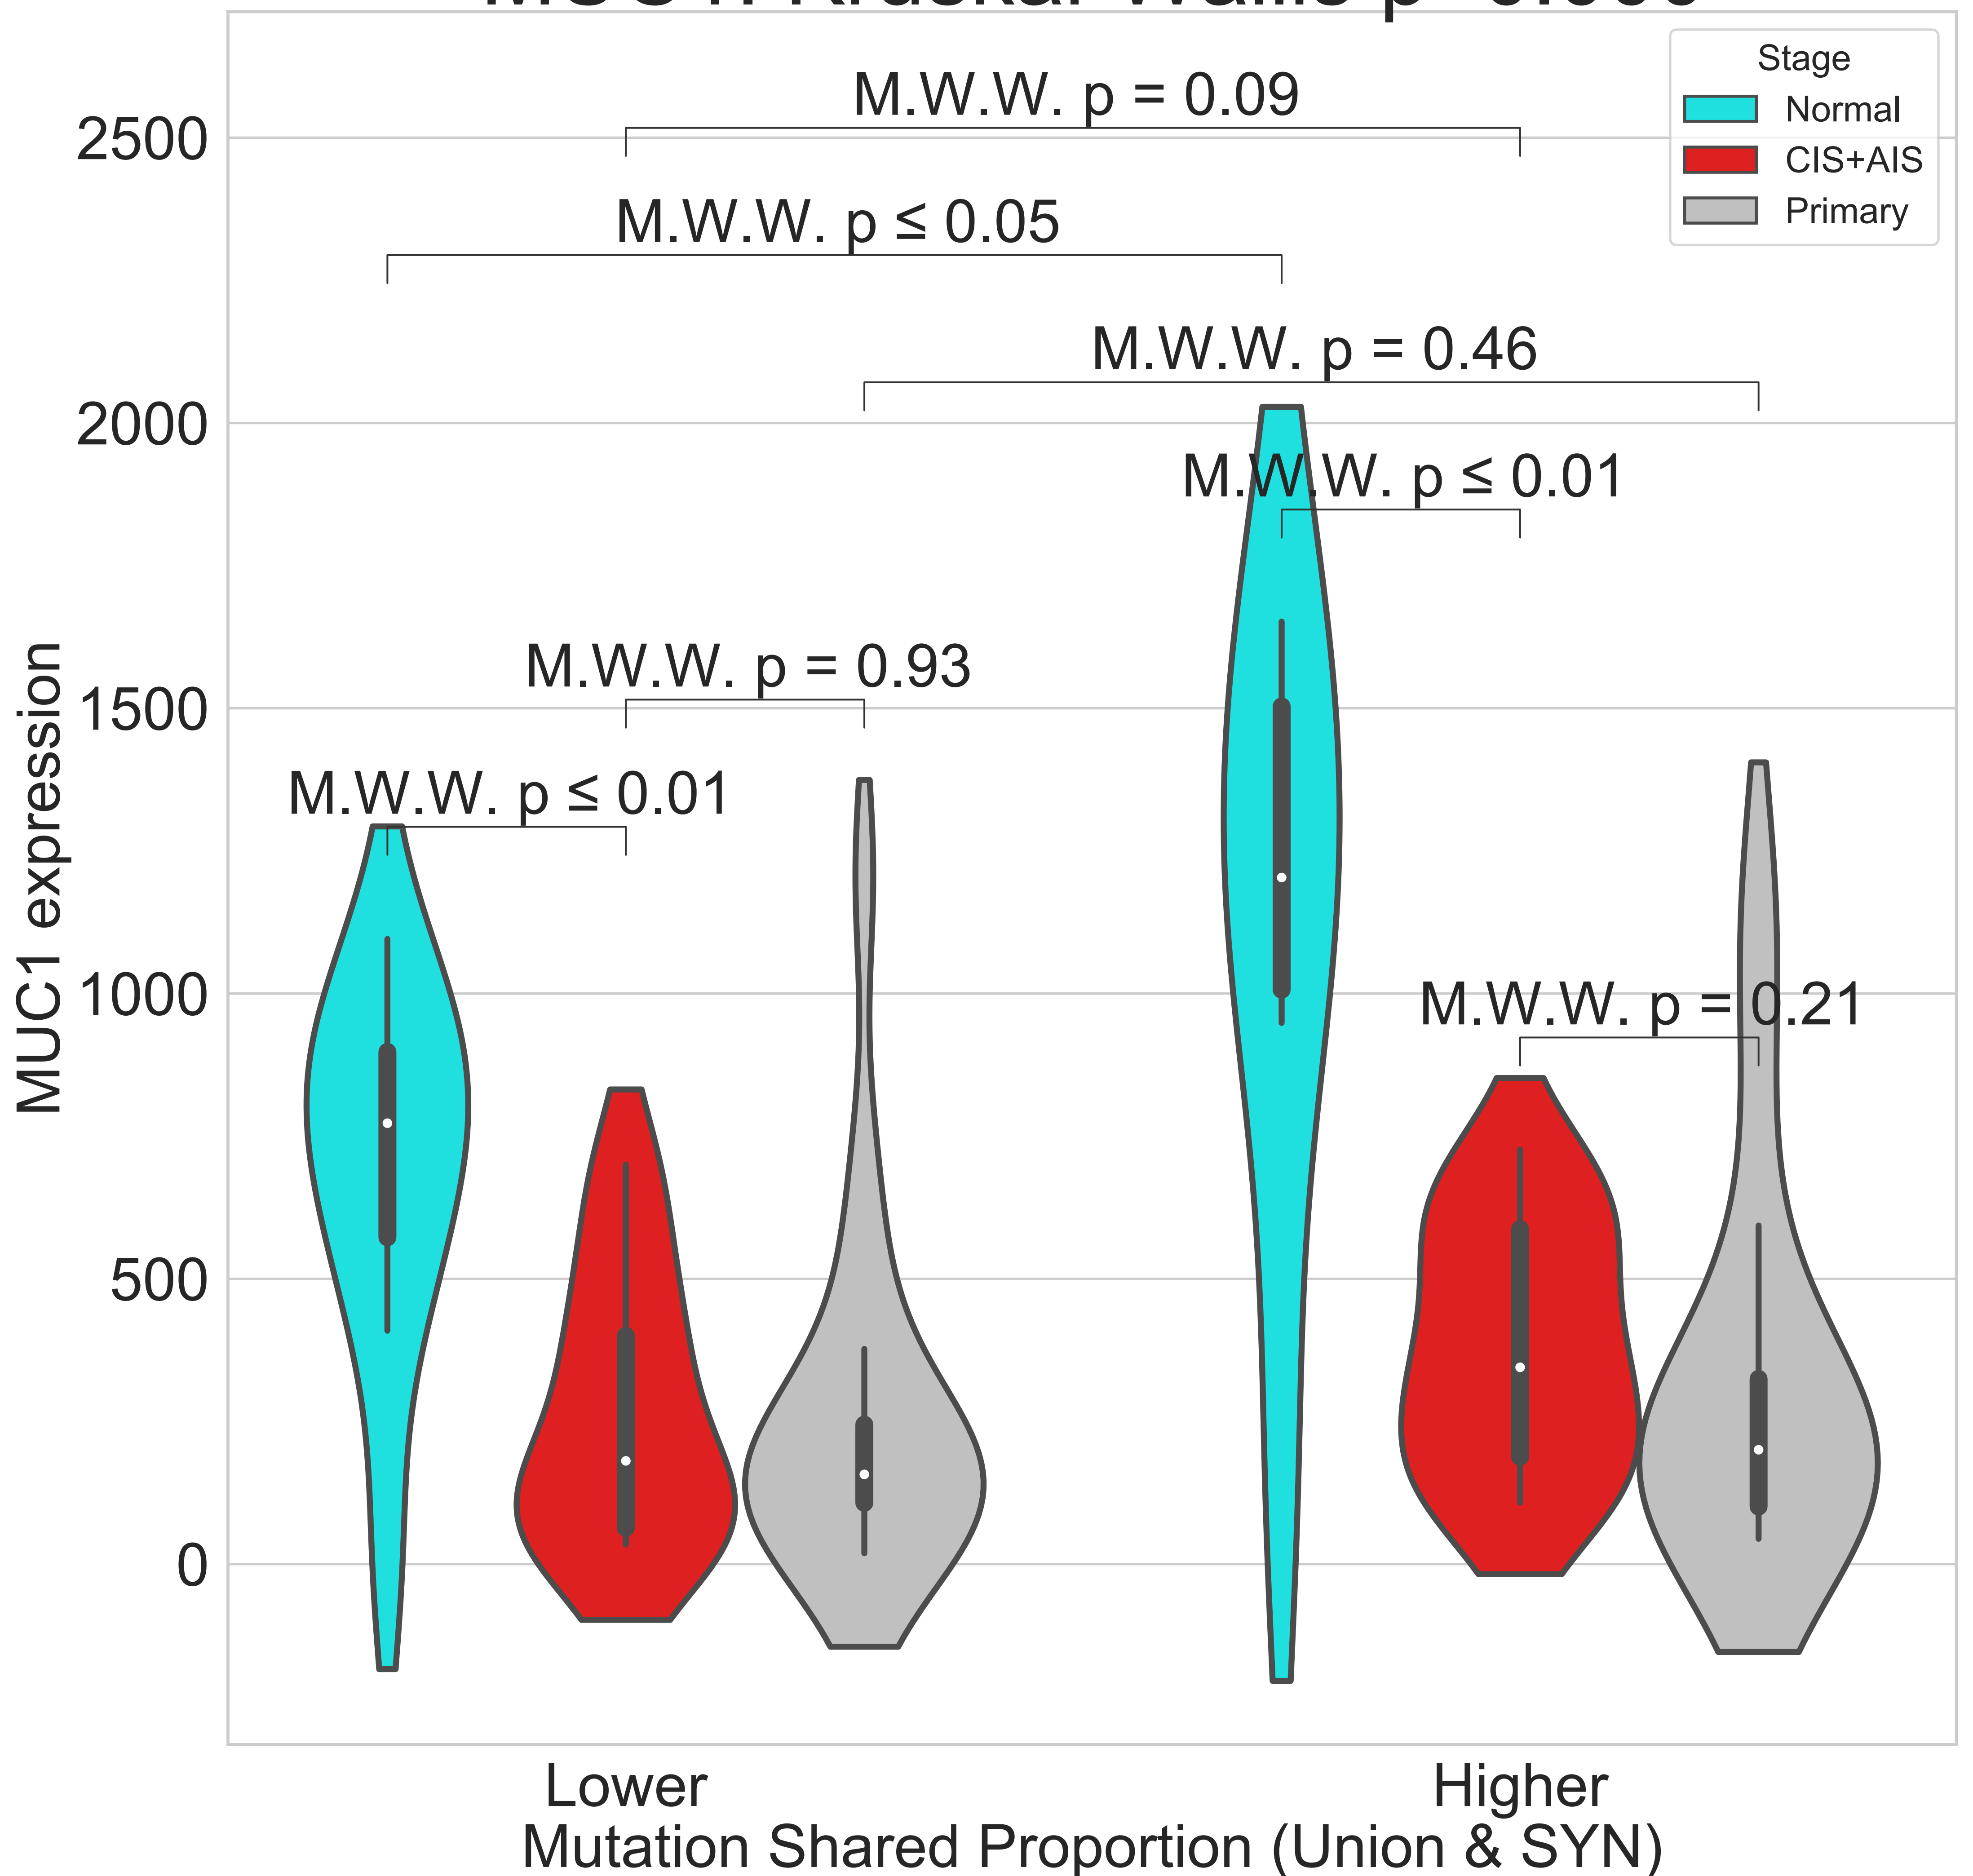 Stage
Normal
CIS+AIS
Primary
M.W.W. p = 0.09
M.W.W. p ≤ 0.05
M.W.W. p = 0.46
M.W.W. p ≤ 0.01
M.W.W. p = 0.93
M.W.W. p ≤ 0.01
M.W.W. p = 0.21
2500
2000
1500
1000
500
0
MUC1 expression
Lower
Higher
Mutation Shared Proportion (Union & SYN)